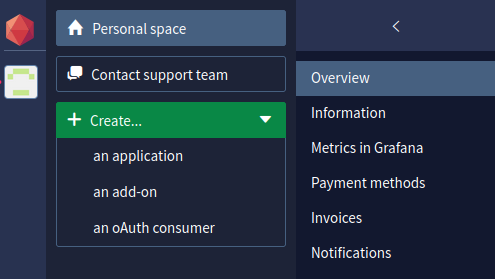 Personal space
Contact support team
Create...
an application
an add-on
an oAuth consumer
Overview
Information
Metrics in Grafana
Payment methods
Invoices
Notifications